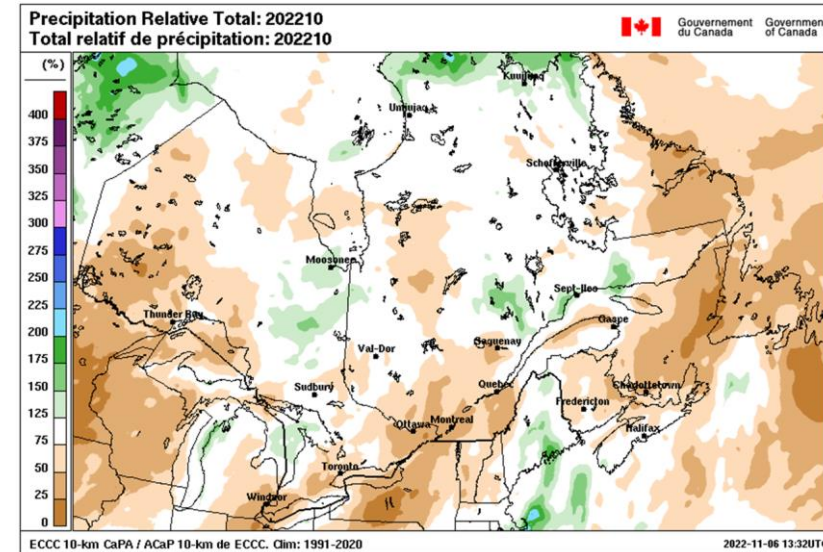 Precipitation Relative Total: 202210
Total relatif de précipitation: 202210
Gouvernement du Canada
Government of Canada
(%)
400
375
350
325
300
275
250
225
200
175
150
125
75
50
25
0
Kuujjuaq
Umiujaq
Schefferville
Moosonee
Sept-Iles
Thunder Bay
Gaspe
Val-Dor
Saguenay
Sudbury
Quebec
Charlottetown
Fredericton
Ottawa
Montreal
Halifax
Toronto
Windsor
ECCC 10-km CaPA / ACaP 10-km de ECCC. Clim: 1991-2020
2022-11-06 13:32UTC